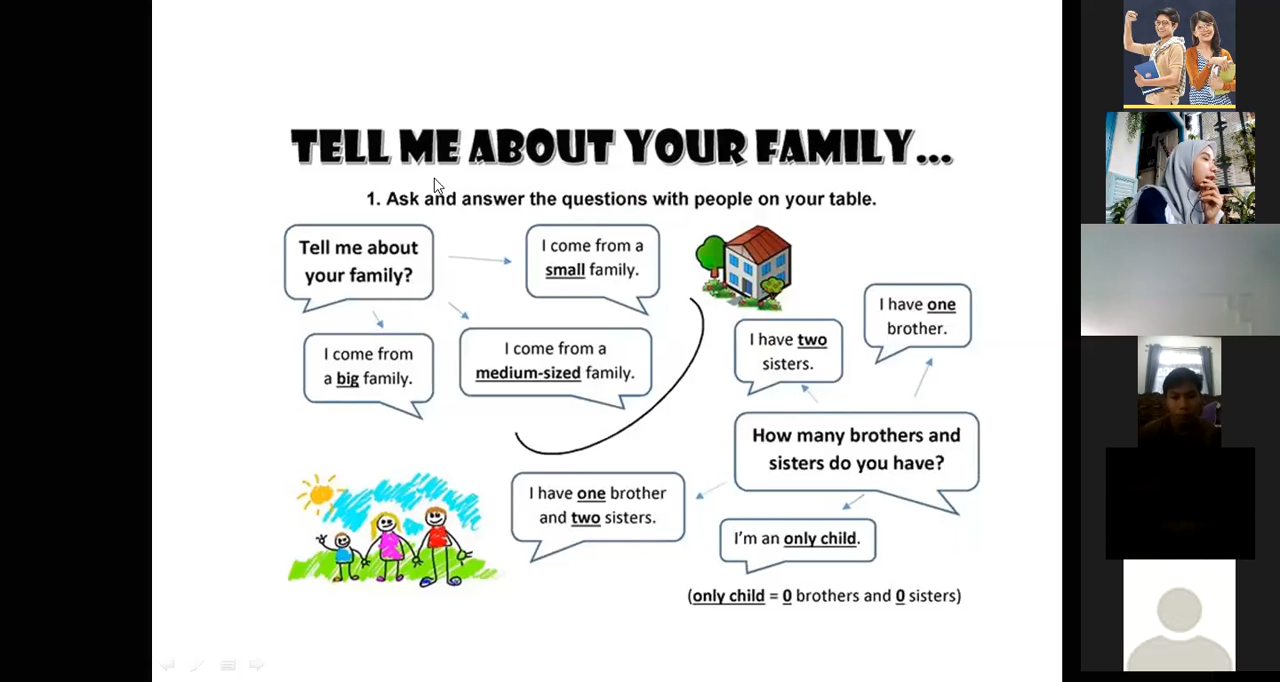 TELL ME ABOUT YOUR FAMILY...
1. Ask and answer the questions with people on your table.
Tell me about
your family?
I come from a
small family.
I come from
a big family.
I come from a
medium-sized family.
I have two
sisters.
I have one
brother.
How many brothers and
sisters do you have?
I have one brother
and two sisters.
I'm an only child.
(only child = 0 brothers and 0 sisters)